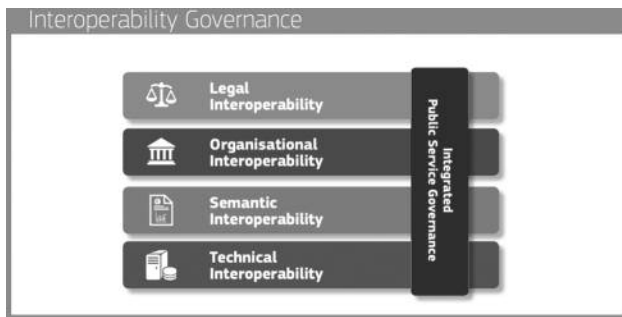 Interoperability Governance
Legal
Interoperability
Organisational
Interoperability
Semantic
Interoperability
Technical
Interoperability
Integrated
Public Service Governance